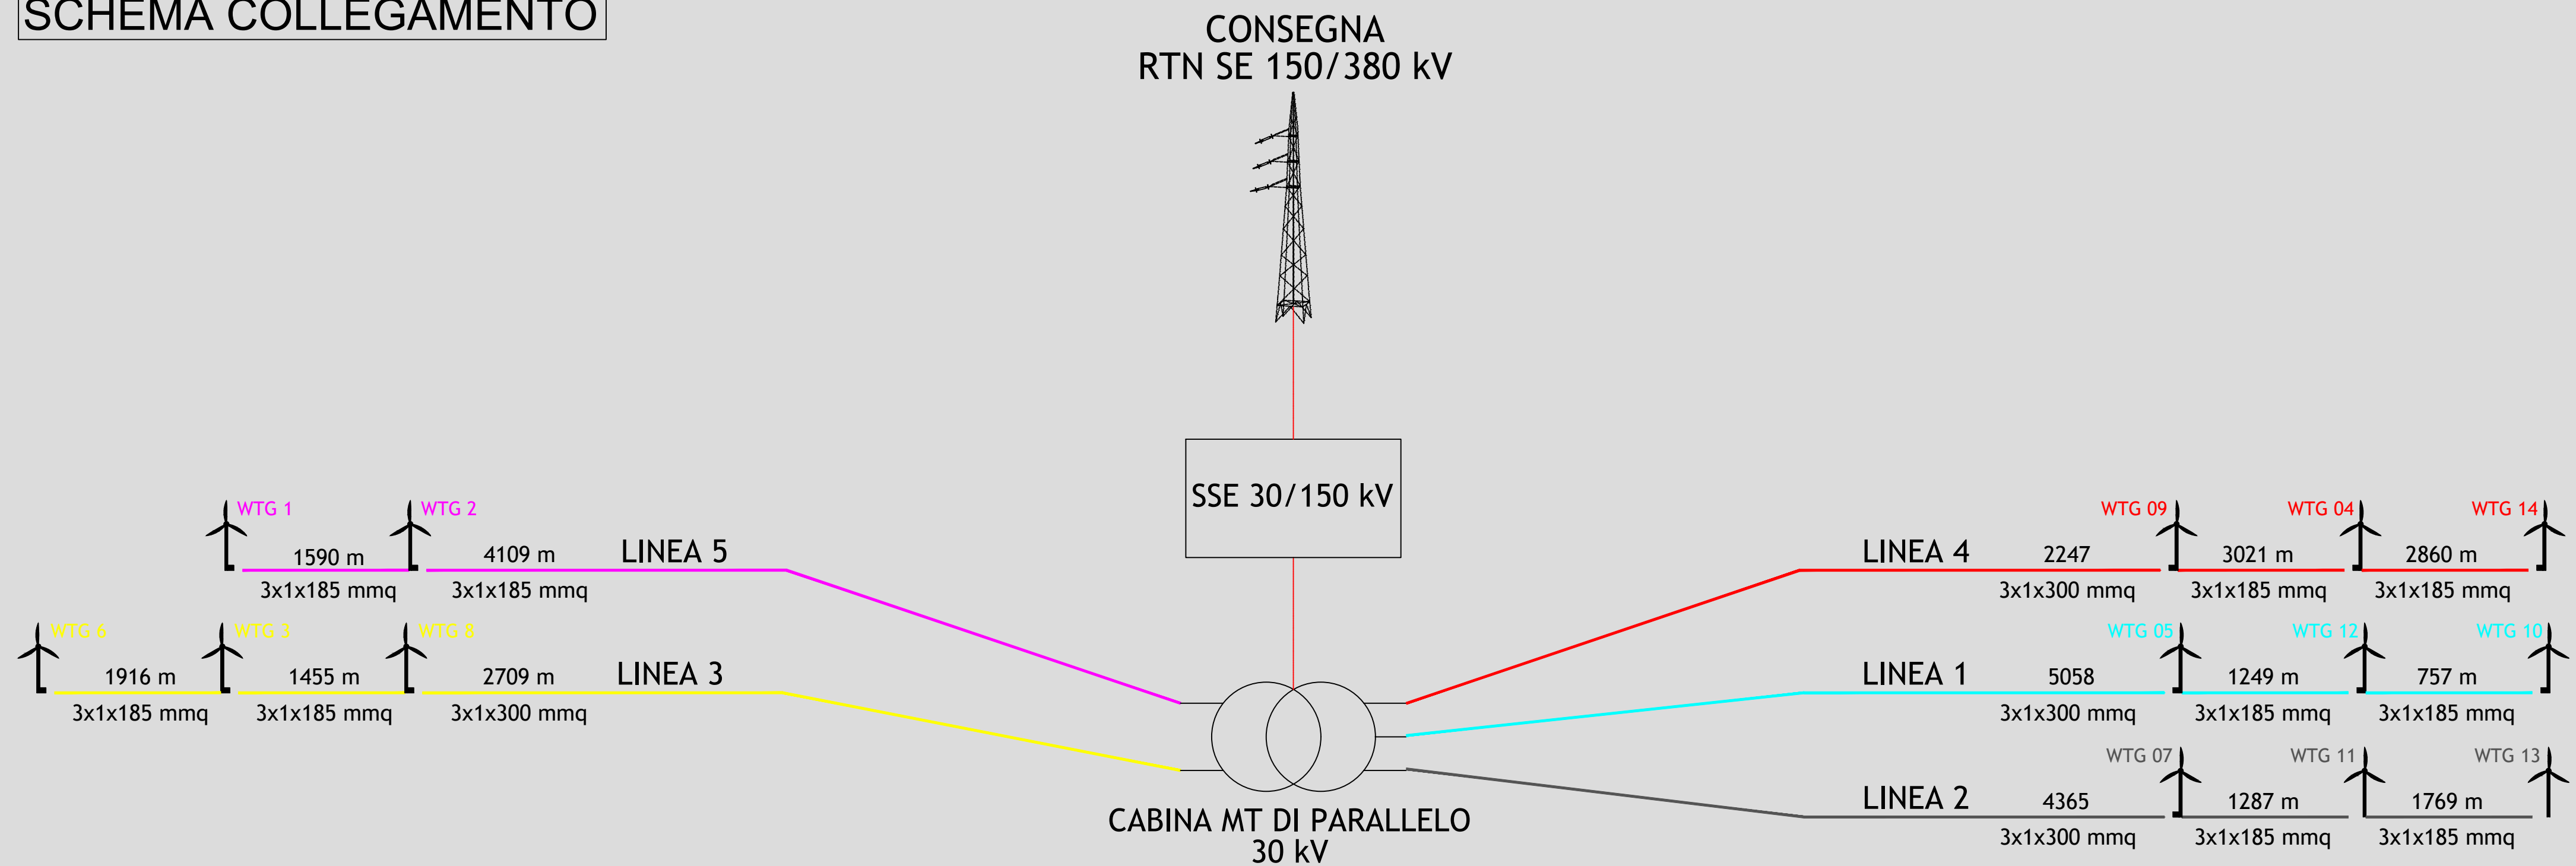 SCHEMA COLLEGAMENTO
CONSEGNA
RTN SE 150/380 kV
SSE 30/150 kV
WTG 1
WTG 2
1590 m
4109 m
LINEA 5
3x1x185 mmq
3x1x185 mmq
WTG 6
WTG 3
WTG 8
1916 m
1455 m
2709 m
LINEA 3
3x1x185 mmq
3x1x185 mmq
3x1x300 mmq
WTG 09
WTG 04
WTG 14
LINEA 4
2247
3021 m
2860 m
3x1x300 mmq
3x1x185 mmq
3x1x185 mmq
WTG 05
WTG 12
WTG 10
LINEA 1
5058
1249 m
757 m
3x1x300 mmq
3x1x185 mmq
3x1x185 mmq
WTG 07
WTG 11
WTG 13
LINEA 2
4365
1287 m
1769 m
3x1x300 mmq
3x1x185 mmq
3x1x185 mmq
CABINA MT DI PARALLELO
30 kV